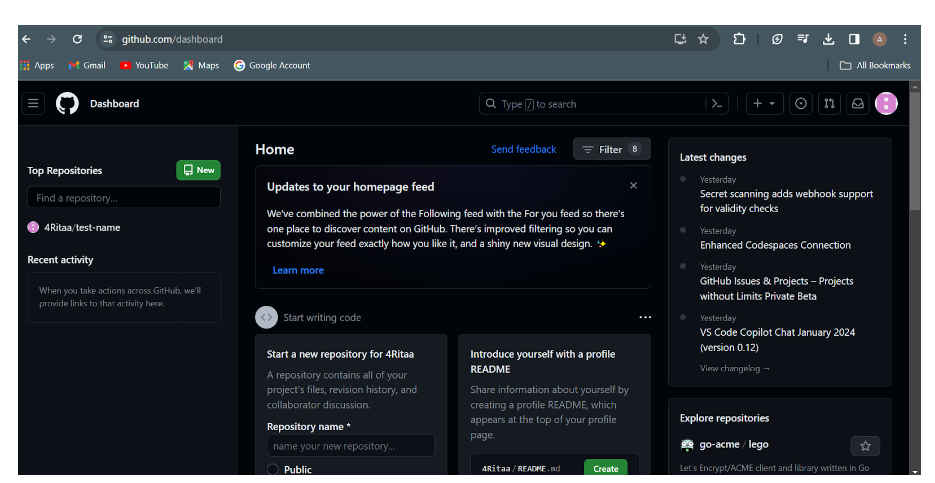 github.com/dashboard
A
Apps Gmail YouTube Maps Google Account
All Bookmarks
Dashboard
Type / to search
Top Repositories
New
Find a repository...
4Ritaa/test-name
Recent activity
When you take actions across GitHub, we'll
provide links to that activity here.
Home
Send feedback
Filter 8
Updates to your homepage feed
We've combined the power of the Following feed with the For you feed so there's
one place to discover content on GitHub. There's improved filtering so you can
customize your feed exactly how you like it, and a shiny new visual design. ✨
Learn more
Start writing code
Start a new repository for 4Ritaa
A repository contains all of your
project's files, revision history, and
collaborator discussion.
Repository name *
name your new repository...
Public
Introduce yourself with a profile
README
Share information about yourself by
creating a profile README, which
appears at the top of your profile
page.
4Ritaa/README.md
Create
Latest changes
Yesterday
Secret scanning adds webhook support
for validity checks
Yesterday
Enhanced Codespaces Connection
Yesterday
GitHub Issues & Projects – Projects
without Limits Private Beta
Yesterday
VS Code Copilot Chat January 2024
(version 0.12)
View changelog →
Explore repositories
go-acme / lego
Let's Encrypt/ACME client and library written in Go